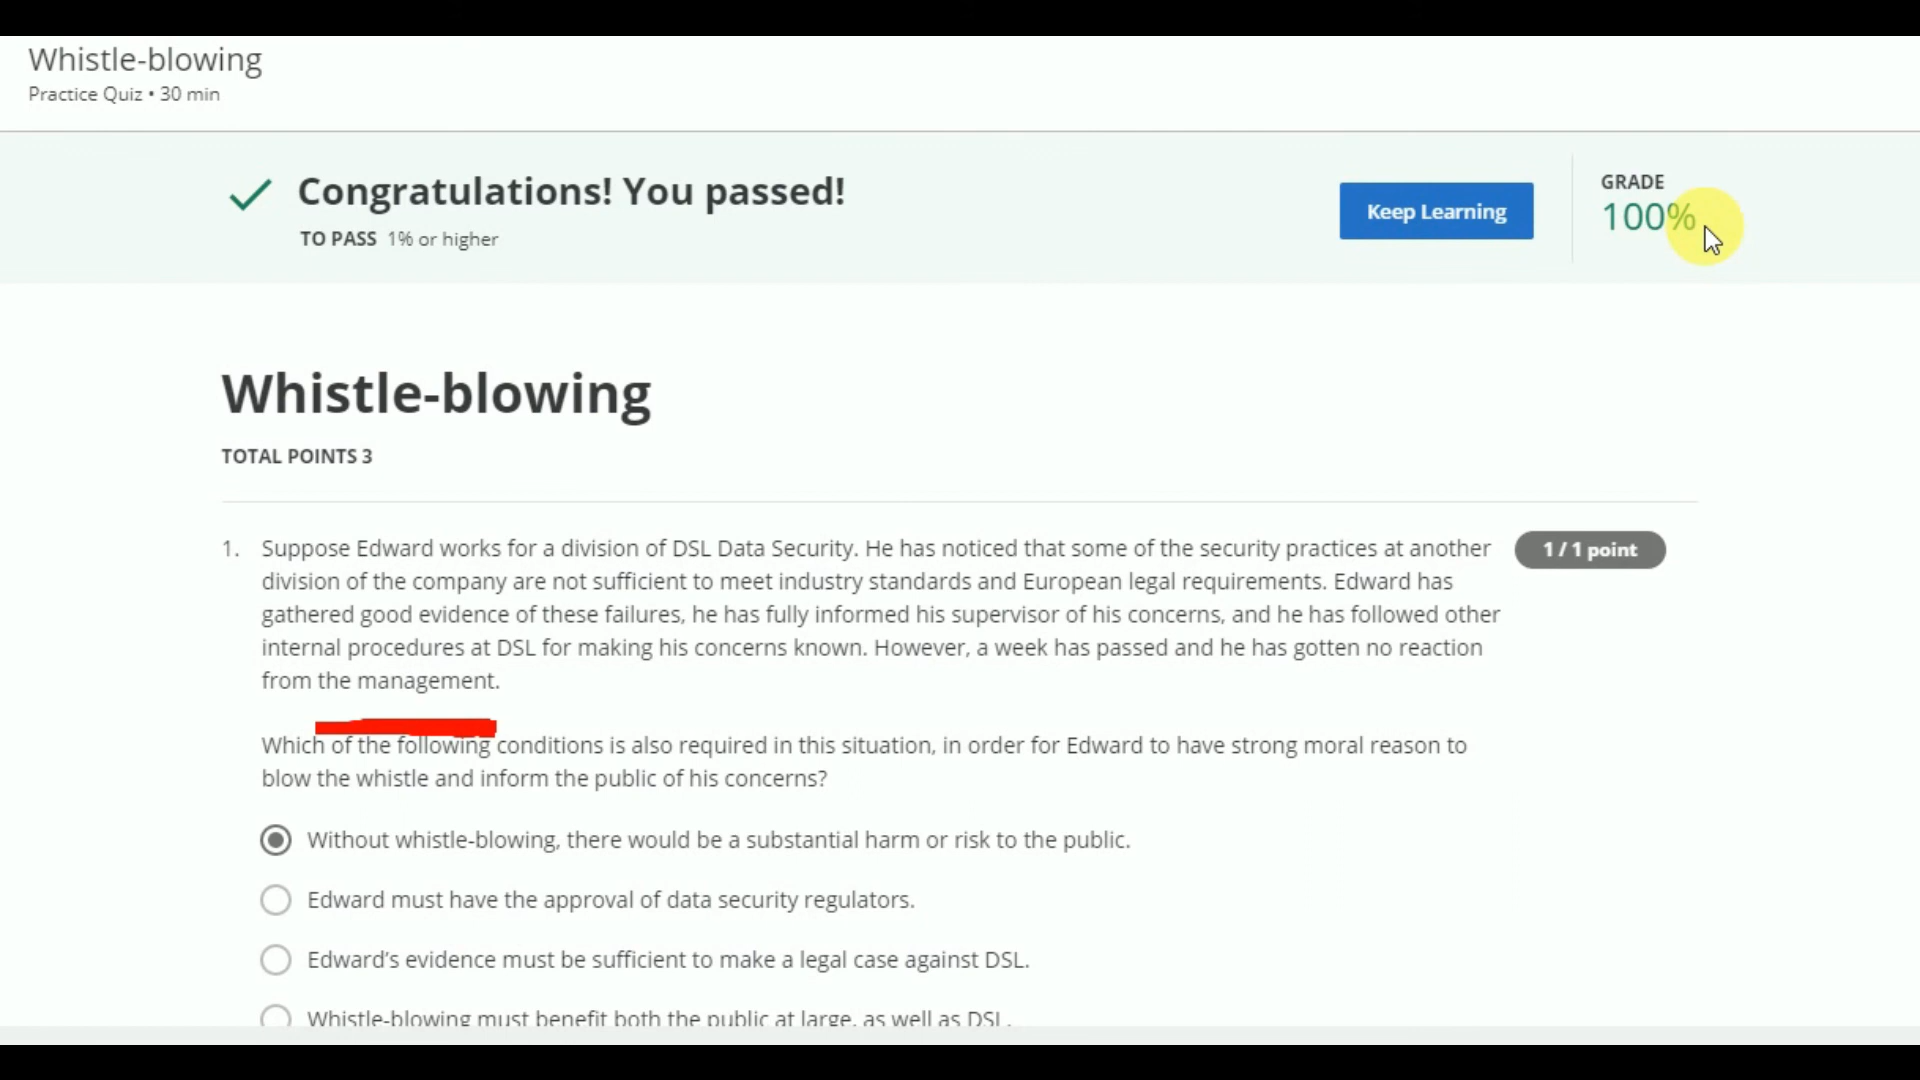 Whistle-blowing
Practice Quiz • 30 min
Congratulations! You passed!
TO PASS 1% or higher
Keep Learning
GRADE
100%
Whistle-blowing
TOTAL POINTS 3
1. Suppose Edward works for a division of DSL Data Security. He has noticed that some of the security practices at another
division of the company are not sufficient to meet industry standards and European legal requirements. Edward has
gathered good evidence of these failures, he has fully informed his supervisor of his concerns, and he has followed other
internal procedures at DSL for making his concerns known. However, a week has passed and he has gotten no reaction
from the management.
1 / 1 point
Which of the following conditions is also required in this situation, in order for Edward to have strong moral reason to
blow the whistle and inform the public of his concerns?
Without whistle-blowing, there would be a substantial harm or risk to the public.
Edward must have the approval of data security regulators.
Edward's evidence must be sufficient to make a legal case against DSL.
Whistle-blowing must benefit both the public at large, as well as DSL.